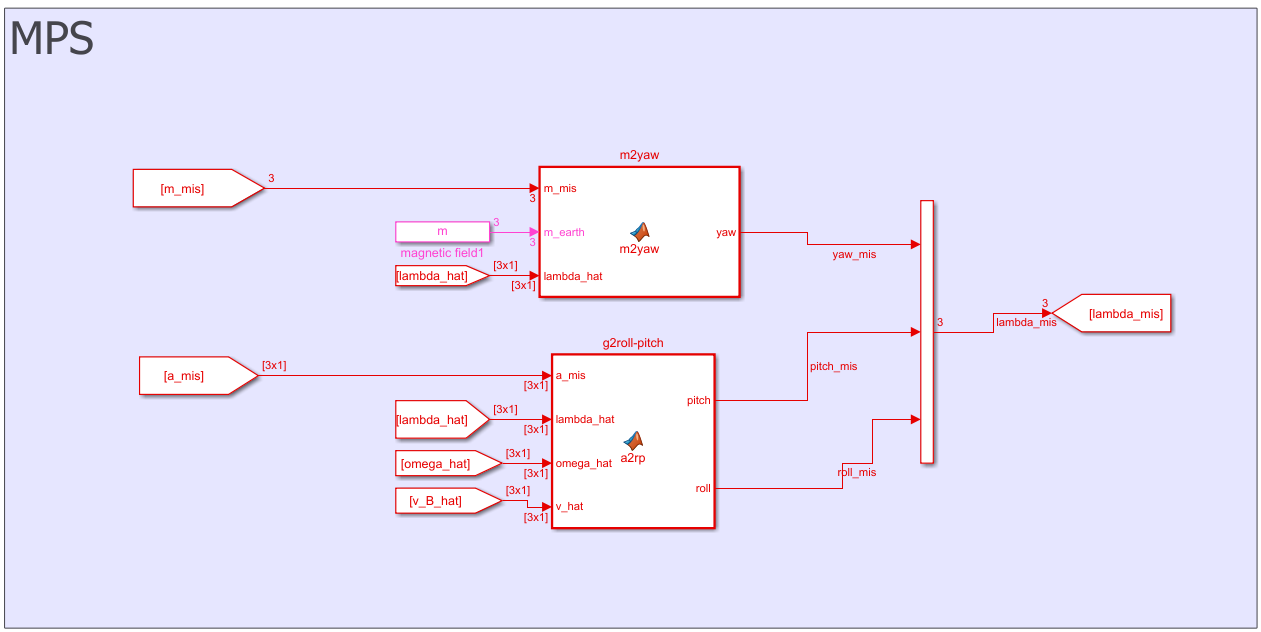 MPS
m2yaw
[m_mis]
3
m_mis
3
m
3
magnetic field1
m_earth
3
[lambda_hat]
[3x1]
lambda_hat
[3x1]
m2yaw
yaw
yaw_mis
g2roll-pitch
[a_mis]
[3x1]
a_mis
[3x1]
[lambda_hat]
[3x1]
lambda_hat
[3x1]
[omega_hat]
[3x1]
omega_hat
[3x1]
[v_B_hat]
[3x1]
v_hat
[3x1]
a2rp
pitch
pitch_mis
roll
roll_mis
3
lambda_mis
3
[lambda_mis]